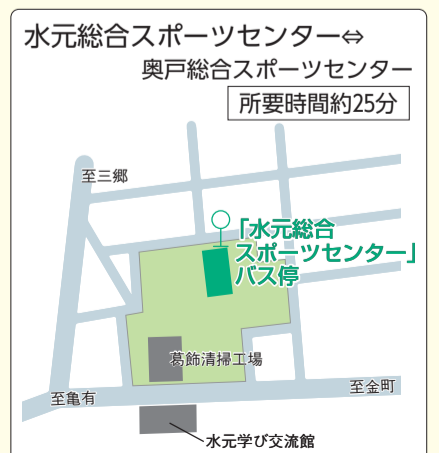 水元総合スポーツセンター⇔
奥戸総合スポーツセンター
所要時間約25分
至三郷
「水元総合
スポーツセンター」
バス停
葛飾清掃工場
至金町
至亀有
水元学び交流館